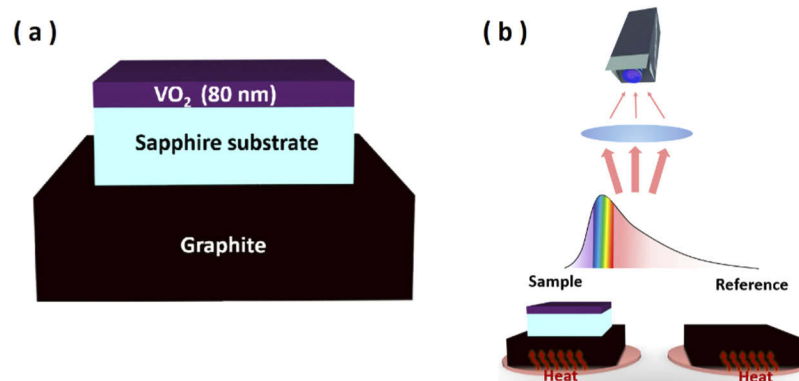 ( a )
VO₂ (80 nm)
Sapphire substrate
Graphite
( b )
Sample
Reference
Heat
Heat